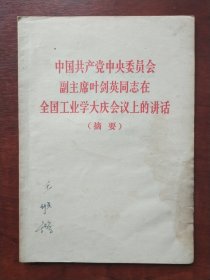 中国共产党中央委员会
副主席叶剑英同志在
全国工业学大庆会议上的讲话
（摘要）